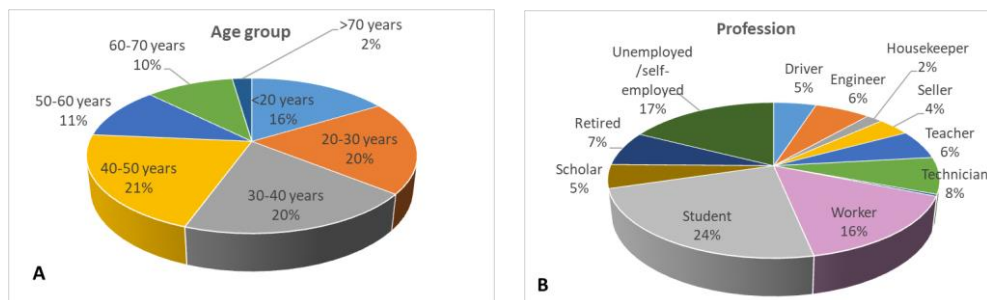 Age group
>70 years
2%
60-70 years
10%
50-60 years
11%
<20 years
16%
20-30 years
20%
40-50 years
21%
30-40 years
20%
A
Profession
Unemployed
/self-
employed
17%
Driver
5%
Engineer
6%
Housekeeper
2%
Seller
4%
Teacher
6%
Technician
8%
Retired
7%
Scholar
5%
Student
24%
Worker
16%
B